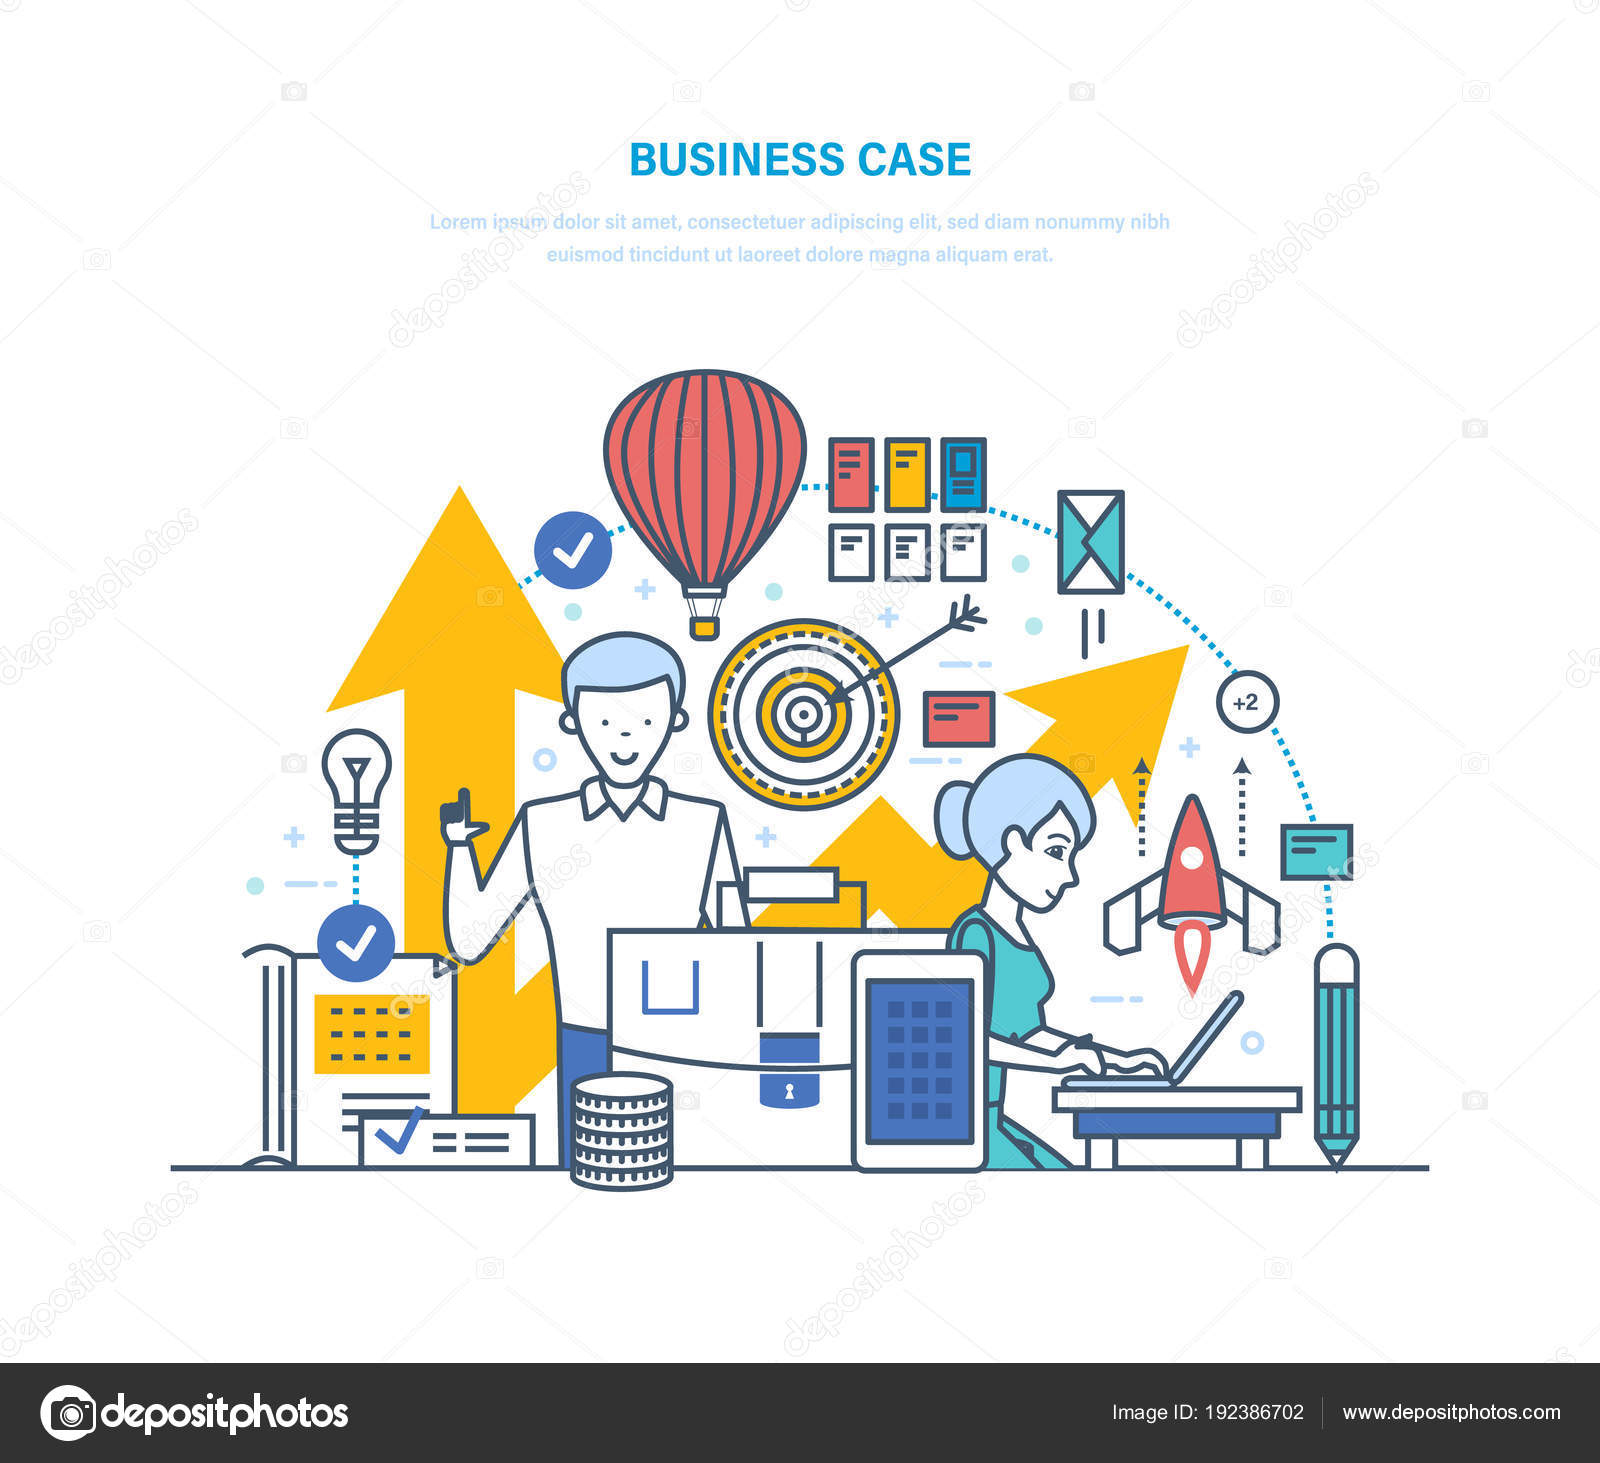 BUSINESS CASE
Lorem ipsum dolor sit amet, consectetuer adipiscing elit, sed diam nonummy nibh
euismod tincidunt ut laoreet dolore magna aliquam erat.
+2
depositphotos
Image ID: 192386702
www.depositphotos.com